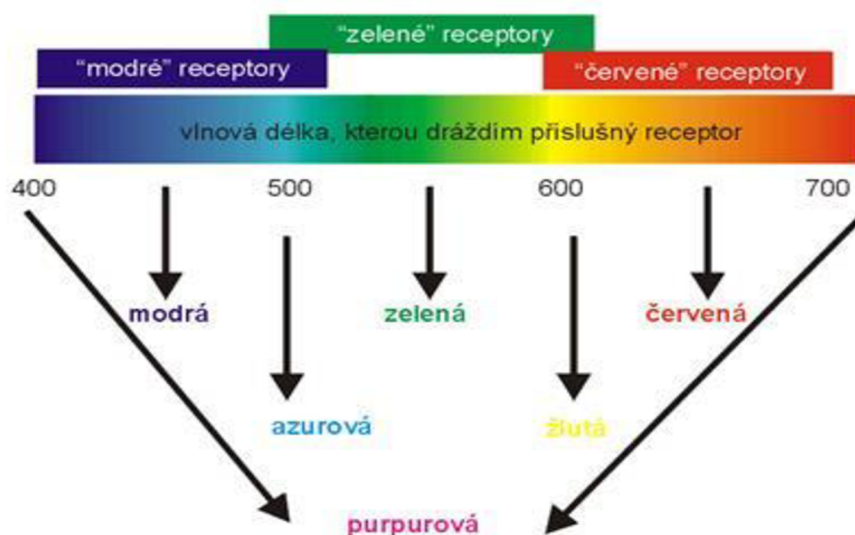 “zelené” receptory
“modré” receptory
“červené” receptory
vlnová délka, kterou dráždím příslušný receptor
400 500 600 700
modrá zelená červená
azurová žlutá
purpurová